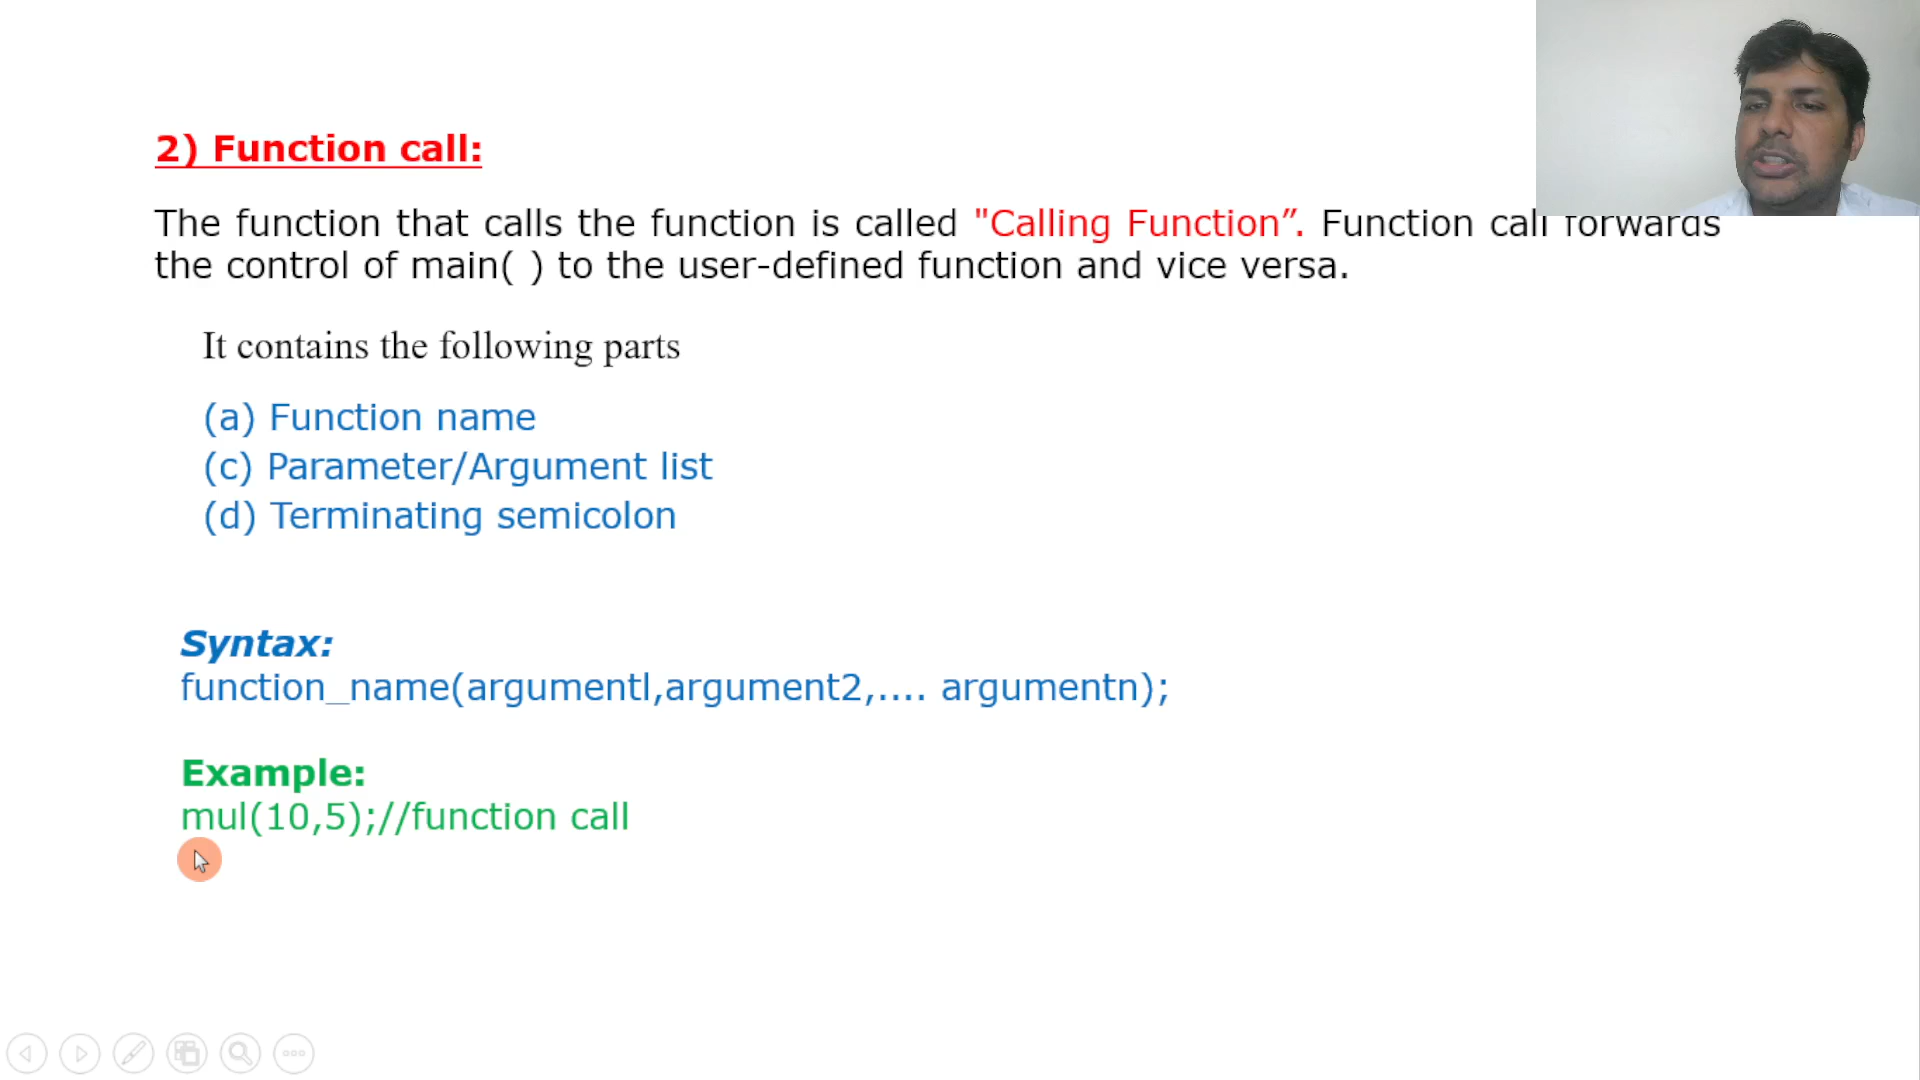 2) Function call:
The function that calls the function is called "Calling Function”. Function call forwards
the control of main( ) to the user-defined function and vice versa.
It contains the following parts
(a) Function name
(c) Parameter/Argument list
(d) Terminating semicolon
Syntax:
function_name(argumentl,argument2,.... argumentn);
Example:
mul(10,5);//function call